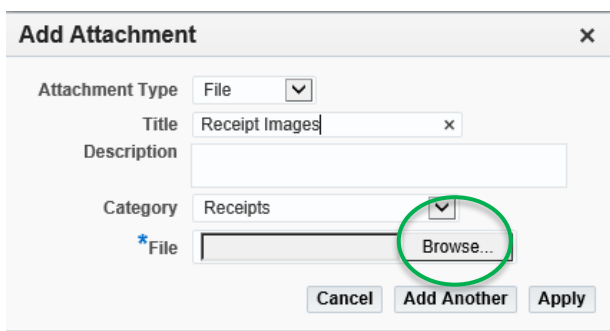 Add Attachment ×
Attachment Type File
Title Receipt Images ×
Description
Category Receipts
*File Browse...
Cancel Add Another Apply